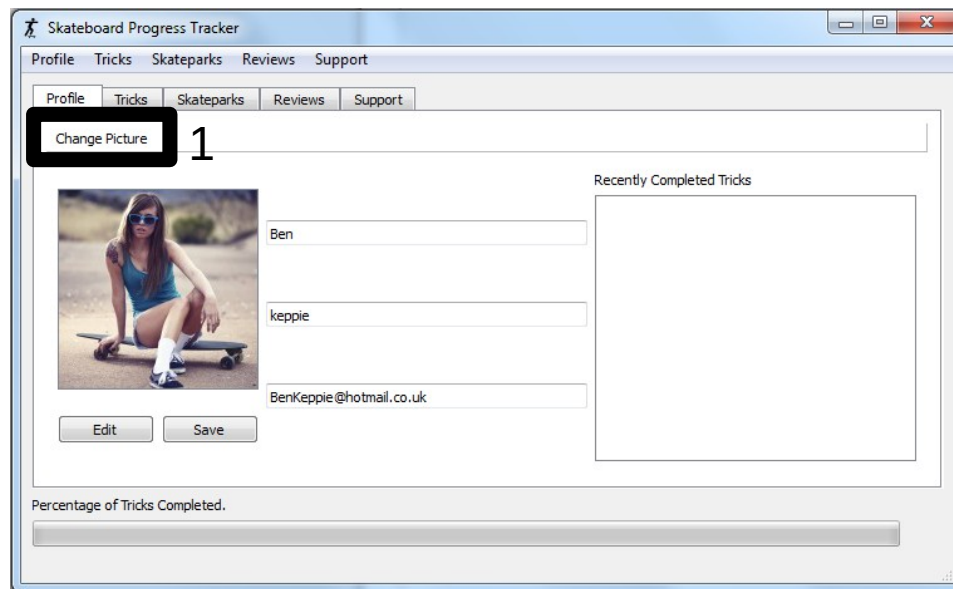 Skateboard Progress Tracker
Profile Tricks Skateparks Reviews Support
Profile Tricks Skateparks Reviews Support
Change Picture 1
Recently Completed Tricks
Ben
keppie
BenKeppie@hotmail.co.uk
Edit Save
Percentage of Tricks Completed.